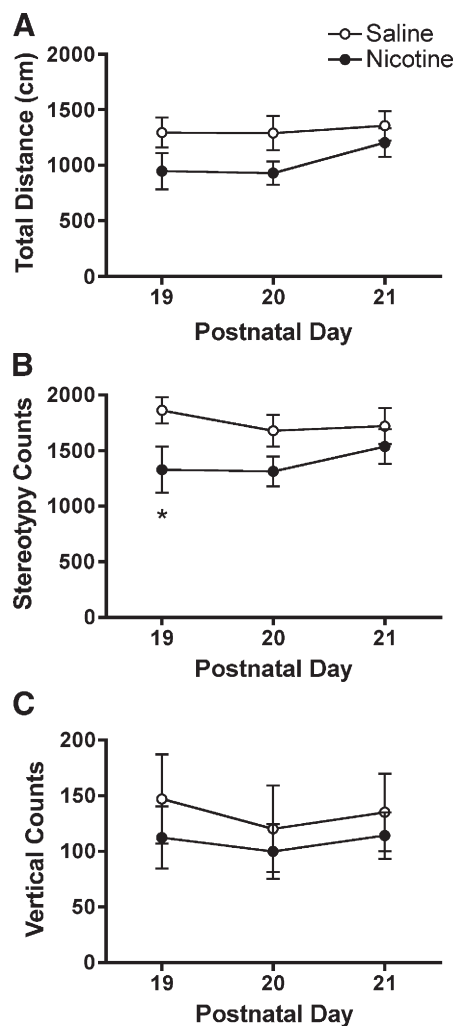 A
Saline
Nicotine
Total Distance (cm)
2000
1500
1000
500
0
19 20 21
Postnatal Day
B
Stereotypy Counts
2000
1500
1000
500
0
*
19 20 21
Postnatal Day
C
Vertical Counts
200
150
100
50
0
19 20 21
Postnatal Day